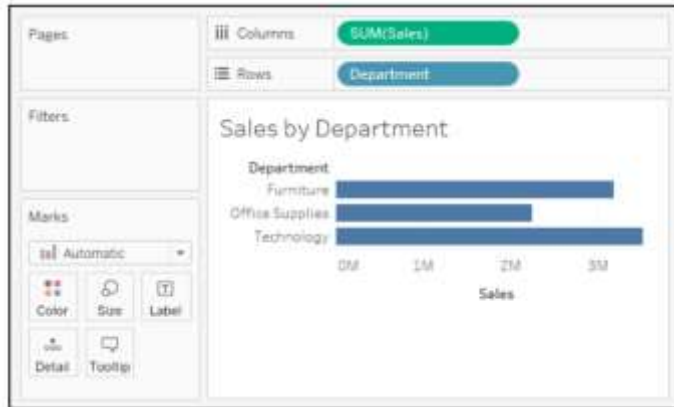 Pages
Columns
SUM(Sales)
Rows
Department
Filters
Sales by Department
Department
Furniture
Office Supplies
Technology
0M 1M 2M 3M
Sales
Marks
Automatic
Color Size Label
Detail Tooltip